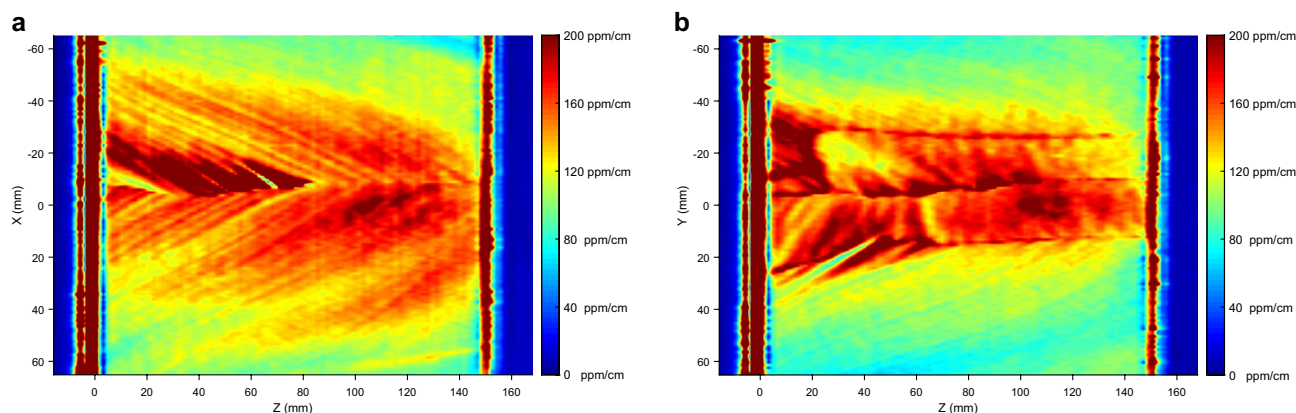 a
-60
-40
-20
0
20
40
60
X (mm)
0 20 40 60 80 100 120 140
Z (mm)
200 ppm/cm
160 ppm/cm
120 ppm/cm
80 ppm/cm
40 ppm/cm
0 ppm/cm
b
-60
-40
-20
0
20
40
60
Y (mm)
0 20 40 60 80 100 120 140 160
Z (mm)
200 ppm/cm
160 ppm/cm
120 ppm/cm
80 ppm/cm
40 ppm/cm
0 ppm/cm